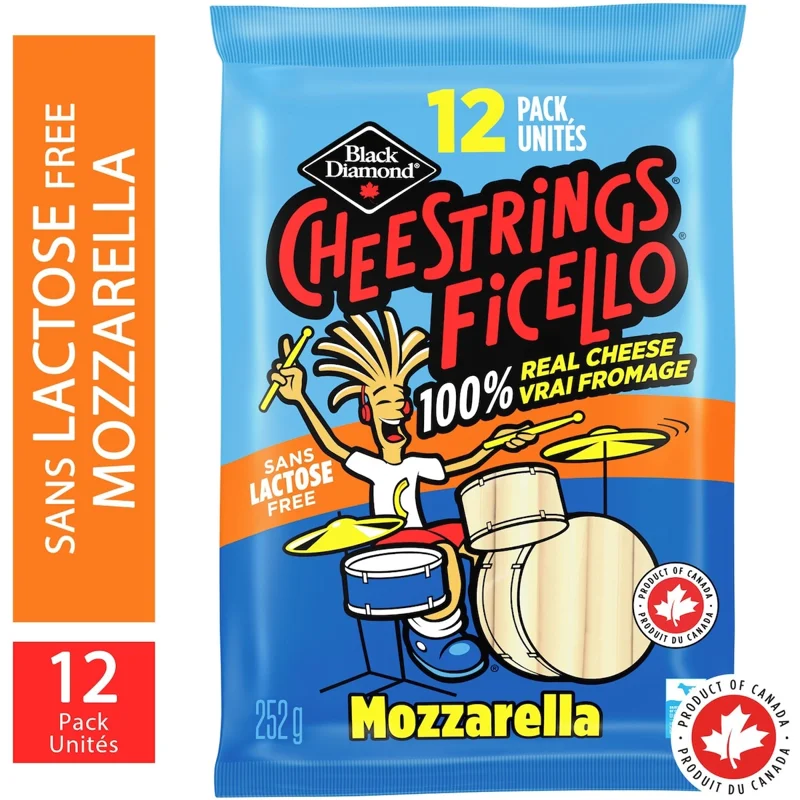 SANS LACTOSE FREE
MOZZARELLA
12
Pack
Unités
12 PACK
UNITÉS
Black
Diamond®
CHEESTRINGS®
FICELLO®
100% REAL CHEESE
VRAI FROMAGE
SANS
LACTOSE
FREE
PRODUCT OF CANADA
PRODUIT DU CANADA
®
252 g
Mozzarella
PRODUCT OF CANADA
PRODUIT DU CANADA